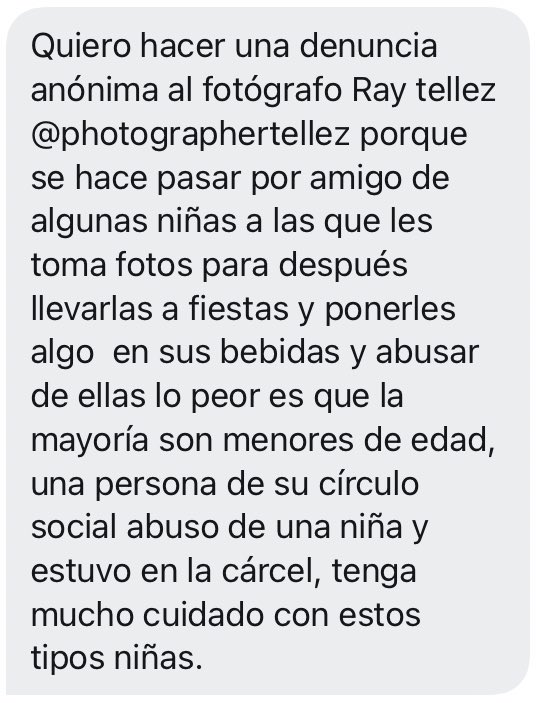 Quiero hacer una denuncia
anónima al fotógrafo Ray tellez
@photographertellez porque
se hace pasar por amigo de
algunas niñas a las que les
toma fotos para después
llevarlas a fiestas y ponerles
algo  en sus bebidas y abusar
de ellas lo peor es que la
mayoría son menores de edad,
una persona de su círculo
social abuso de una niña y
estuvo en la cárcel, tenga
mucho cuidado con estos
tipos niñas.